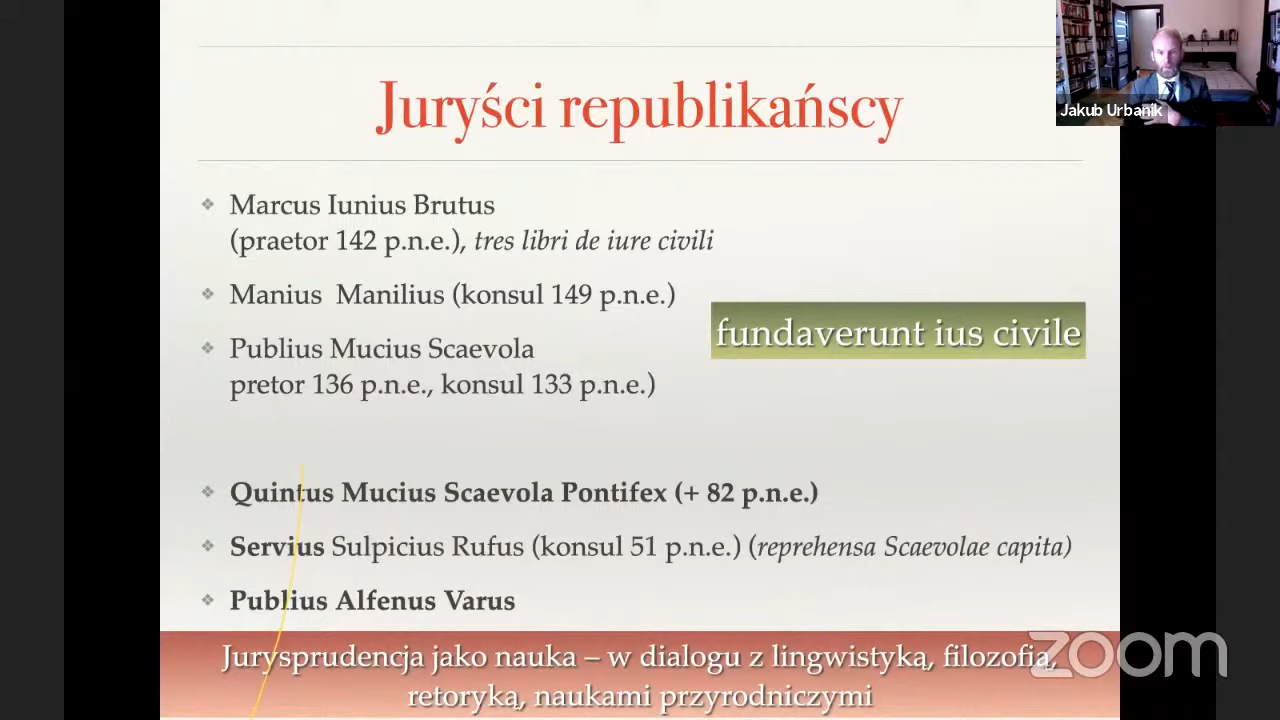 Juryści republikańscy
Jakub Urbanik
Marcus Iunius Brutus
(praetor 142 p.n.e.), tres libri de iure civili
Manius Manilius (konsul 149 p.n.e.)
fundaverunt ius civile
Publius Mucius Scaevola
pretor 136 p.n.e., konsul 133 p.n.e.)
Quintus Mucius Scaevola Pontifex (+ 82 p.n.e.)
Servius Sulpicius Rufus (konsul 51 p.n.e.) (reprehensa Scaevolae capita)
Publius Alfenus Varus
Jurysprudencja jako nauka – w dialogu z lingwistyką, filozofią,
retoryką, naukami przyrodniczymi
zoom